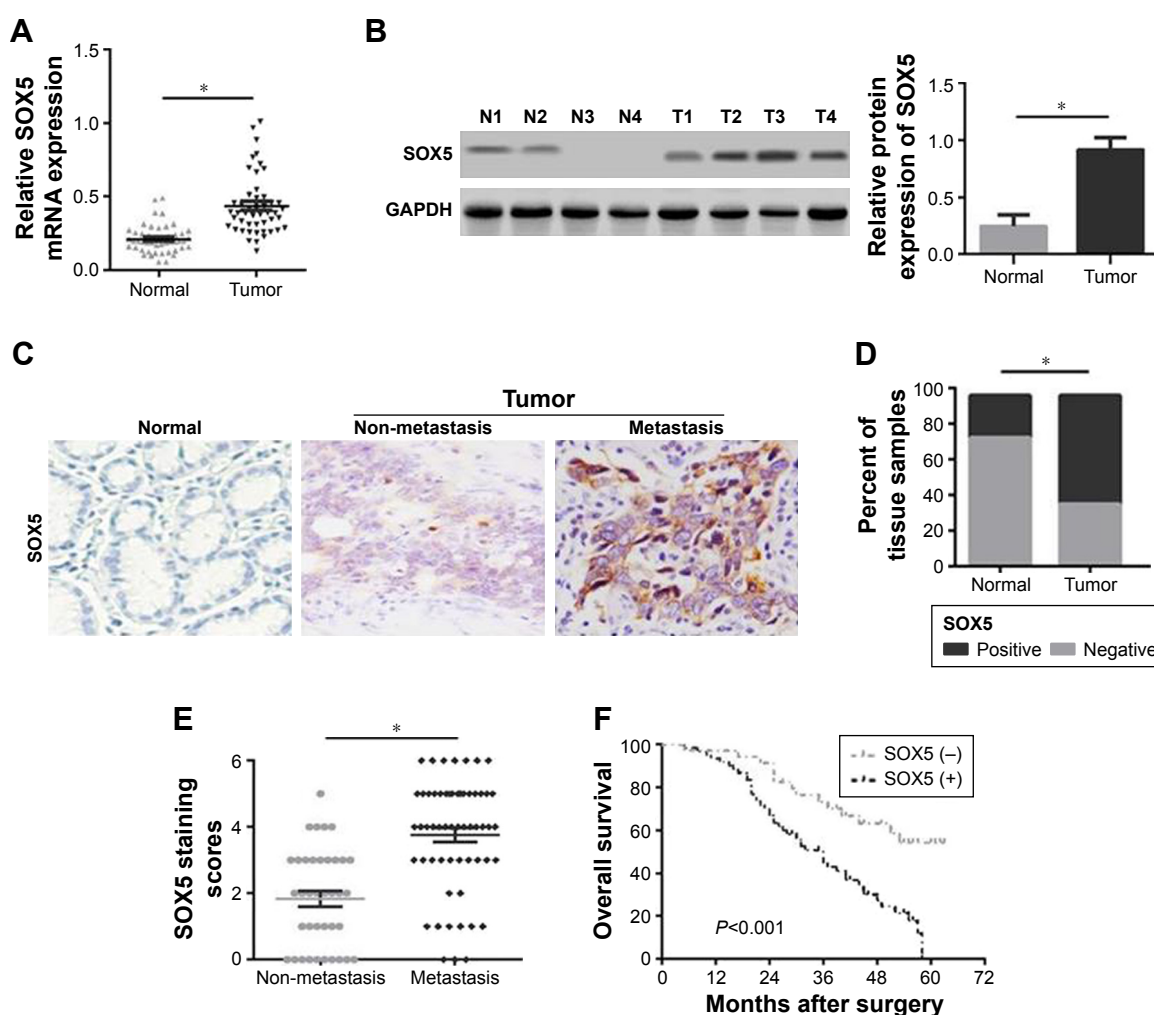 A
Relative SOX5
mRNA expression
1.5
1.0
0.5
0.0
*
Normal
Tumor
B
N1 N2 N3 N4 T1 T2 T3 T4
SOX5
GAPDH
Relative protein
expression of SOX5
1.5
1.0
0.5
0.0
*
Normal
Tumor
C
Tumor
Normal
Non-metastasis
Metastasis
SOX5
D
Percent of
tissue samples
100
80
60
40
20
0
*
Normal
Tumor
SOX5
Positive
Negative
E
SOX5 staining
scores
6
4
2
0
*
Non-metastasis
Metastasis
F
Overall survival
100
80
60
40
20
0
SOX5 (–)
SOX5 (+)
P<0.001
0 12 24 36 48 60 72
Months after surgery